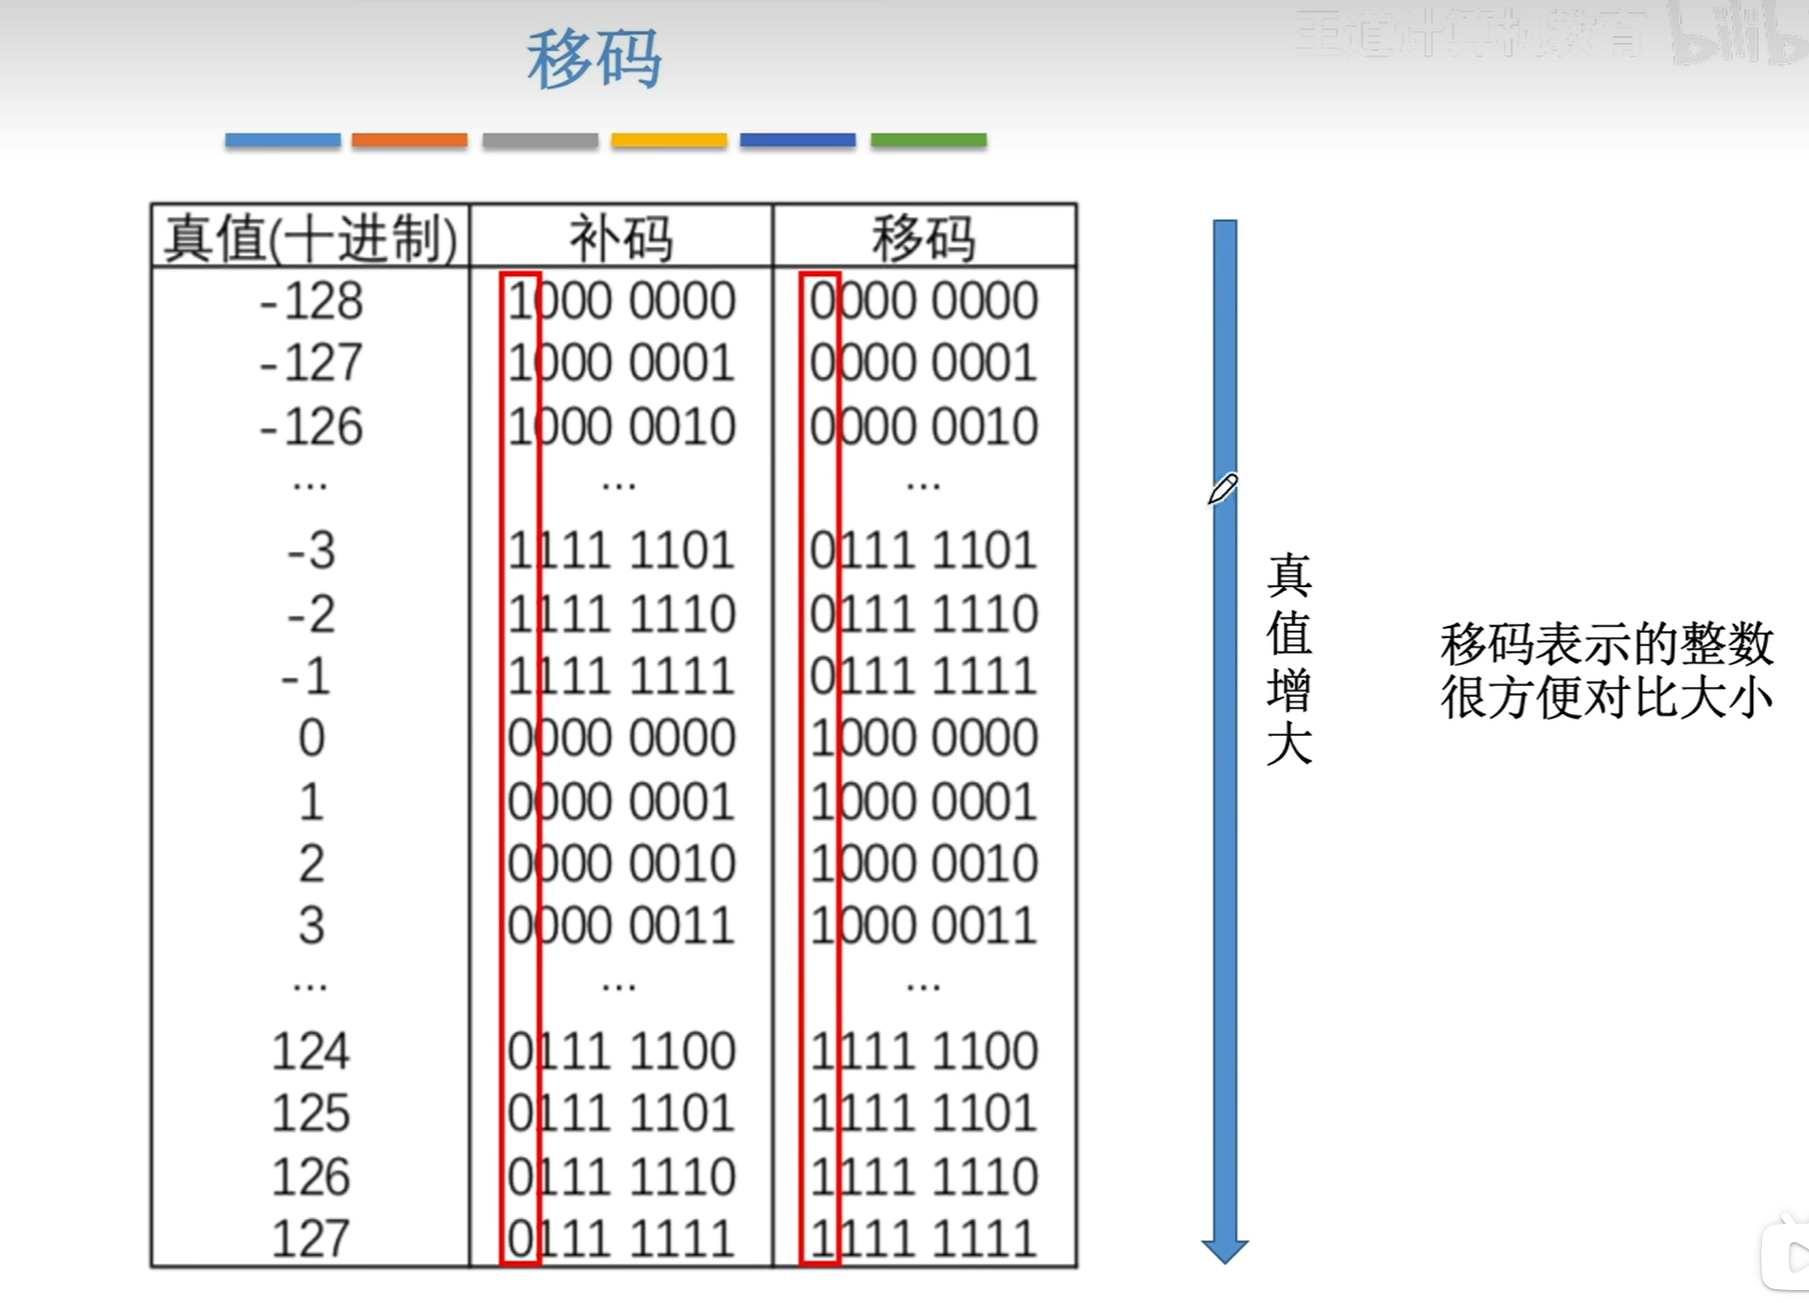 王道计算机教育 bilib
移码
真值(十进制) 补码 移码
-128 1000 0000 0000 0000
-127 1000 0001 0000 0001
-126 1000 0010 0000 0010
... ... ...
-3 1111 1101 0111 1101
-2 1111 1110 0111 1110
-1 1111 1111 0111 1111
0 0000 0000 1000 0000
1 0000 0001 1000 0001
2 0000 0010 1000 0010
3 0000 0011 1000 0011
... ... ...
124 0111 1100 1111 1100
125 0111 1101 1111 1101
126 0111 1110 1111 1110
127 0111 1111 1111 1111
真值增大
移码表示的整数
很方便对比大小